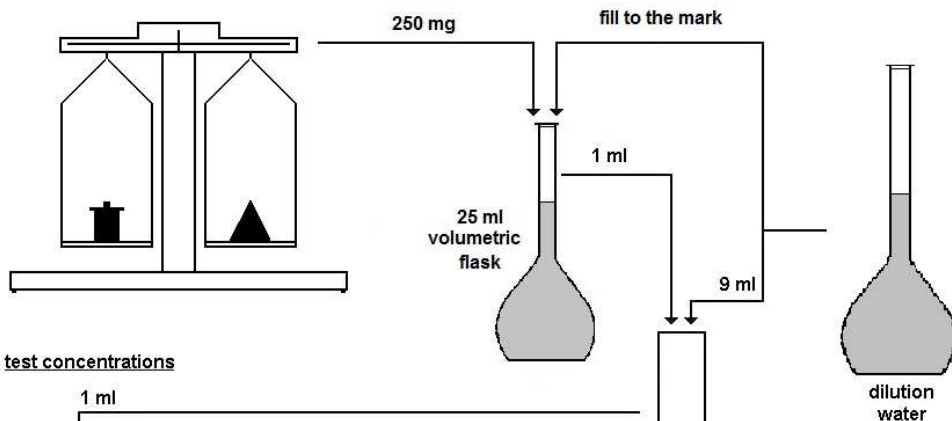 250 mg
fill to the mark
1 ml
25 ml
volumetric
flask
9 ml
test concentrations
1 ml
dilution
water